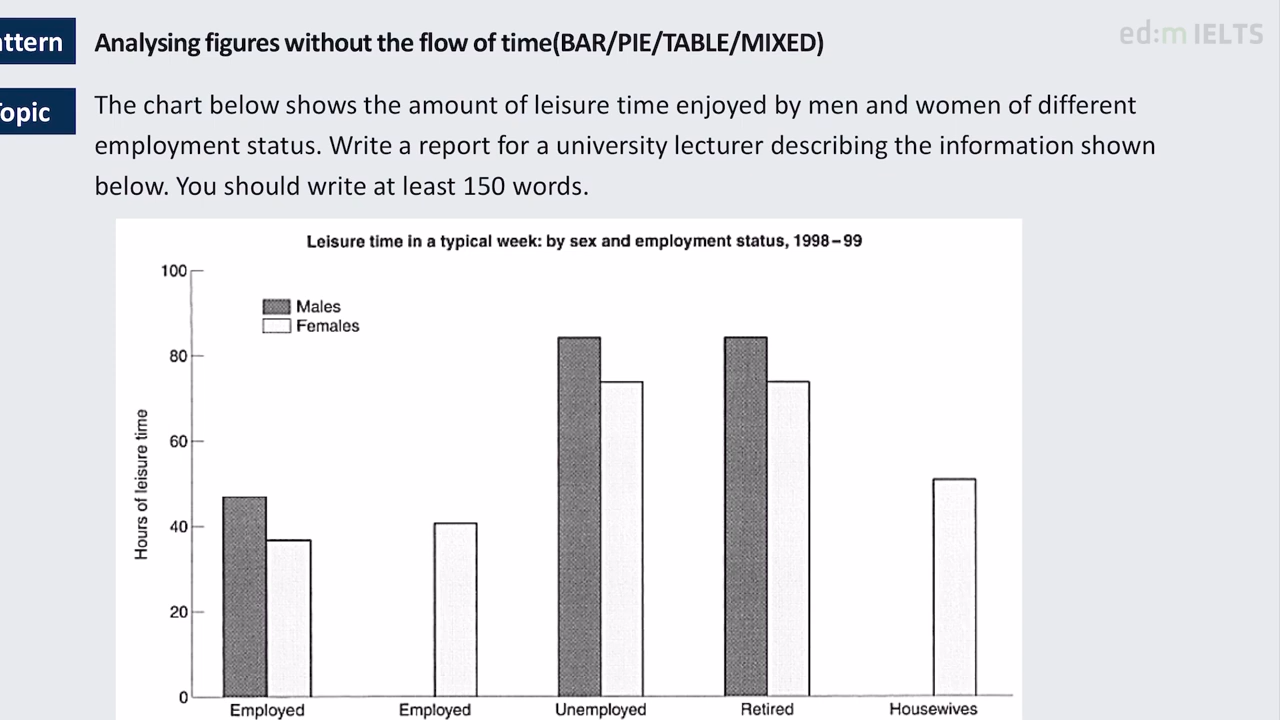 ttern
Analysing figures without the flow of time(BAR/PIE/TABLE/MIXED)
ed:m IELTS
opic
The chart below shows the amount of leisure time enjoyed by men and women of different
employment status. Write a report for a university lecturer describing the information shown
below. You should write at least 150 words.
Leisure time in a typical week: by sex and employment status, 1998–99
100
80
60
40
20
0
Hours of leisure time
Males
Females
Employed
Employed
Unemployed
Retired
Housewives